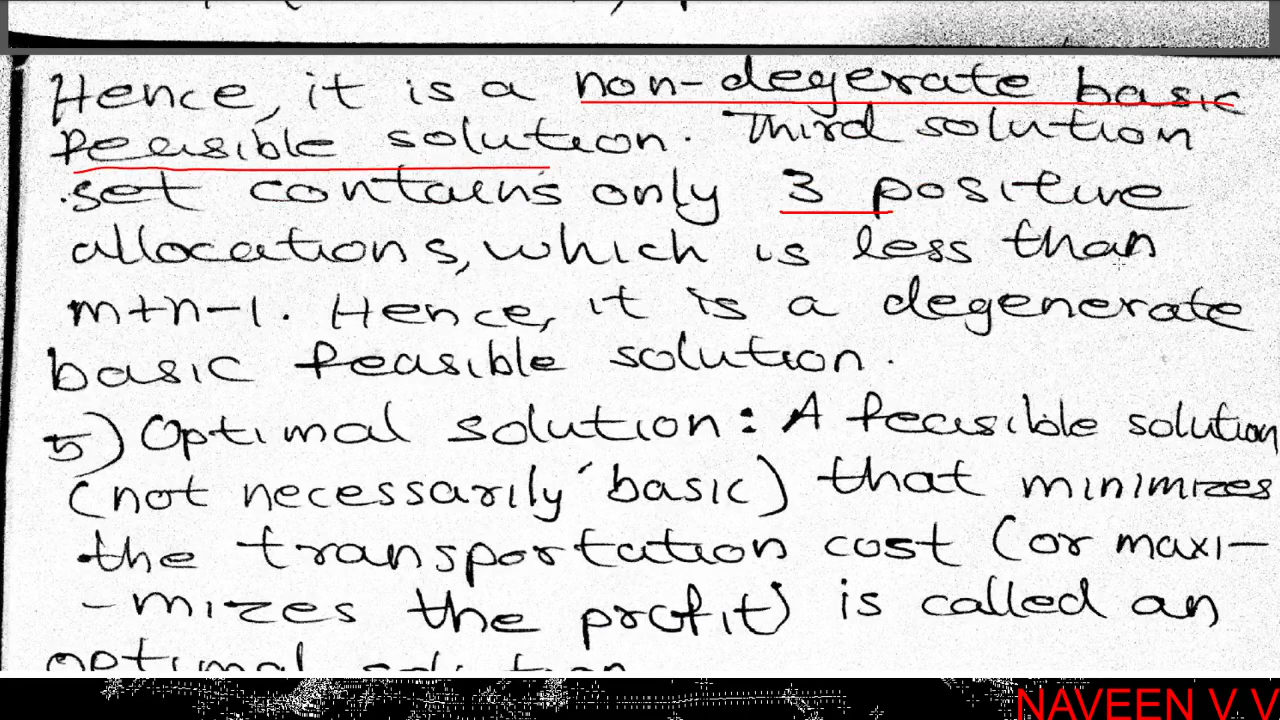 Hence, it is a non-degerate basic
feasible solution. Third solution
set contains only 3 positive
allocations, which is less than
m+n-1. Hence, it is a degenerate
basic feasible solution.
5) Optimal solution: A feasible solution
(not necessarily basic) that minimizes
the transportation cost (or maxi-
-mizes the profit) is called an
optimal solution
NAVEEN V V